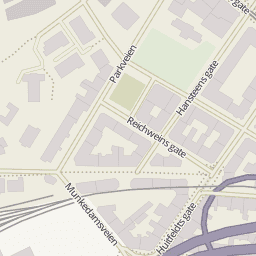 gate
Parkveien
Hansteens gate
Reichweins gate
Munkedamsveien
Huitfeldts gate